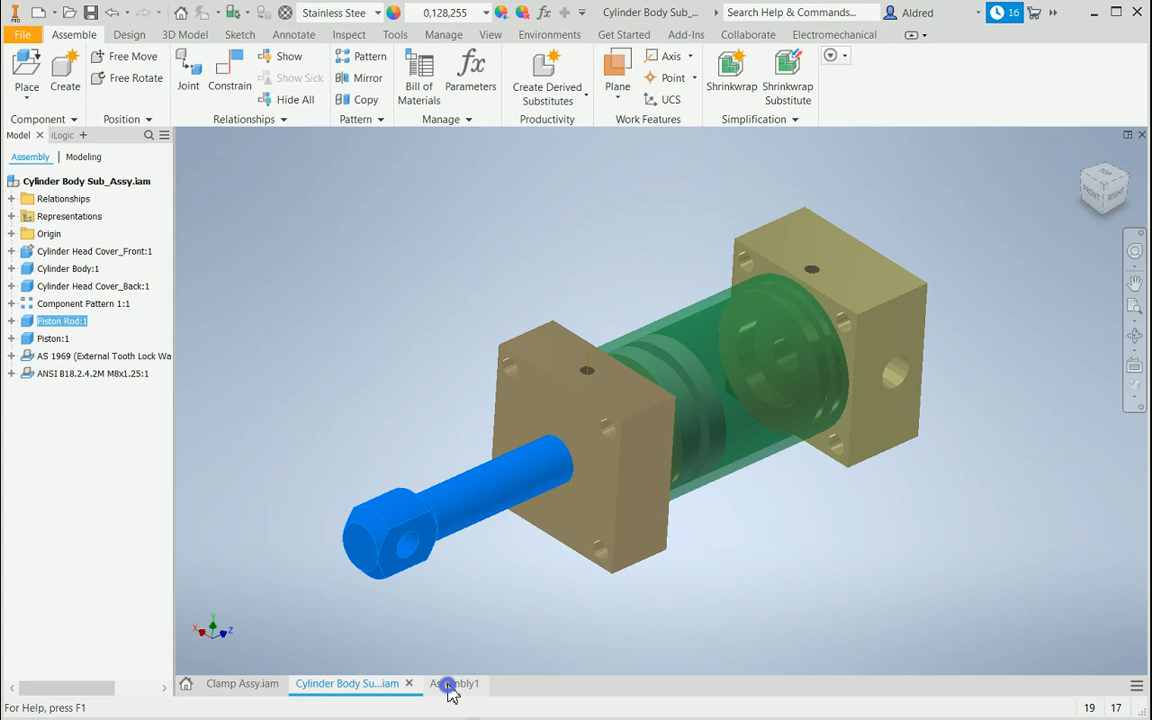 Stainless Stee
0,128,255
Cylinder Body Sub_...
Search Help & Commands...
Aldred
16
File
Assemble
Design
3D Model
Sketch
Annotate
Inspect
Tools
Manage
View
Environments
Get Started
Add-Ins
Collaborate
Electromechanical
Place
Create
Free Move
Free Rotate
Component
Position
Joint
Constrain
Show
Show Sick
Hide All
Relationships
Pattern
Mirror
Copy
Pattern
Bill of
Materials
fx
Parameters
Manage
Create Derived
Substitutes
Productivity
Plane
Axis
Point
UCS
Work Features
Shrinkwrap
Shrinkwrap
Substitute
Simplification
Model
iLogic
Assembly
Modeling
Cylinder Body Sub_Assy.iam
Relationships
Representations
Origin
Cylinder Head Cover_Front:1
Cylinder Body:1
Cylinder Head Cover_Back:1
Component Pattern 1:1
Piston Rod:1
Piston:1
AS 1969 (External Tooth Lock Wa
ANSI B18.2.4.2M M8x1.25:1
TOP
FRONT
RIGHT
X
Y
Z
Clamp Assy.iam
Cylinder Body Su...iam
For Help, press F1
19
17